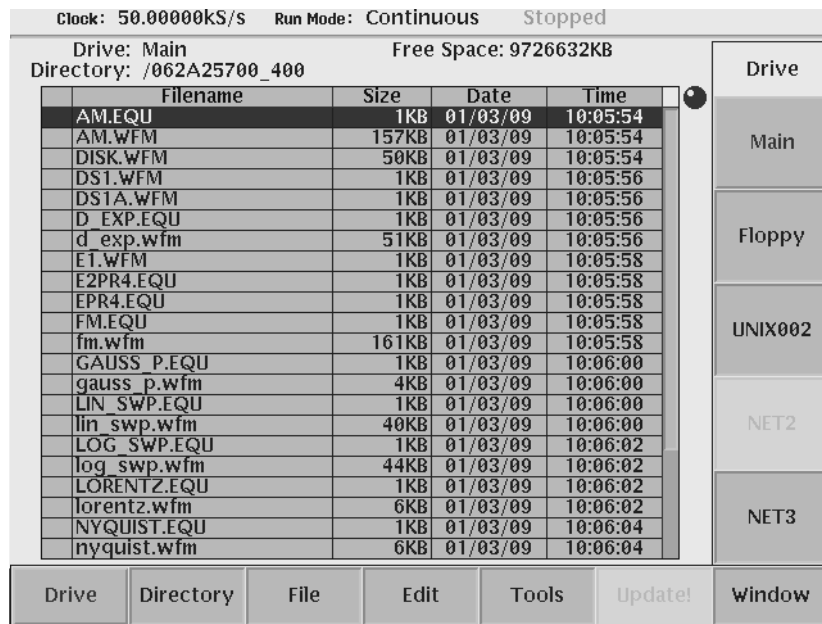 Clock: 50.00000kS/s Run Mode: Continuous Stopped
Drive: Main Free Space: 9726632KB
Directory: /062A25700_400
Drive
Filename Size Date Time
AM.EQU 1KB 01/03/09 10:05:54
AM.WFM 157KB 01/03/09 10:05:54
DISK.WFM 50KB 01/03/09 10:05:54
DS1.WFM 1KB 01/03/09 10:05:56
DS1A.WFM 1KB 01/03/09 10:05:56
D_EXP.EQU 1KB 01/03/09 10:05:56
d_exp.wfm 51KB 01/03/09 10:05:56
E1.WFM 1KB 01/03/09 10:05:58
E2PR4.EQU 1KB 01/03/09 10:05:58
EPR4.EQU 1KB 01/03/09 10:05:58
FM.EQU 1KB 01/03/09 10:05:58
fm.wfm 161KB 01/03/09 10:05:58
GAUSS_P.EQU 1KB 01/03/09 10:06:00
gauss_p.wfm 4KB 01/03/09 10:06:00
LIN_SWP.EQU 1KB 01/03/09 10:06:00
lin_swp.wfm 40KB 01/03/09 10:06:00
LOG_SWP.EQU 1KB 01/03/09 10:06:02
log_swp.wfm 44KB 01/03/09 10:06:02
LORENTZ.EQU 1KB 01/03/09 10:06:02
lorentz.wfm 6KB 01/03/09 10:06:02
NYQUIST.EQU 1KB 01/03/09 10:06:04
nyquist.wfm 6KB 01/03/09 10:06:04
Main
Floppy
UNIX002
NET2
NET3
Drive Directory File Edit Tools Update! Window